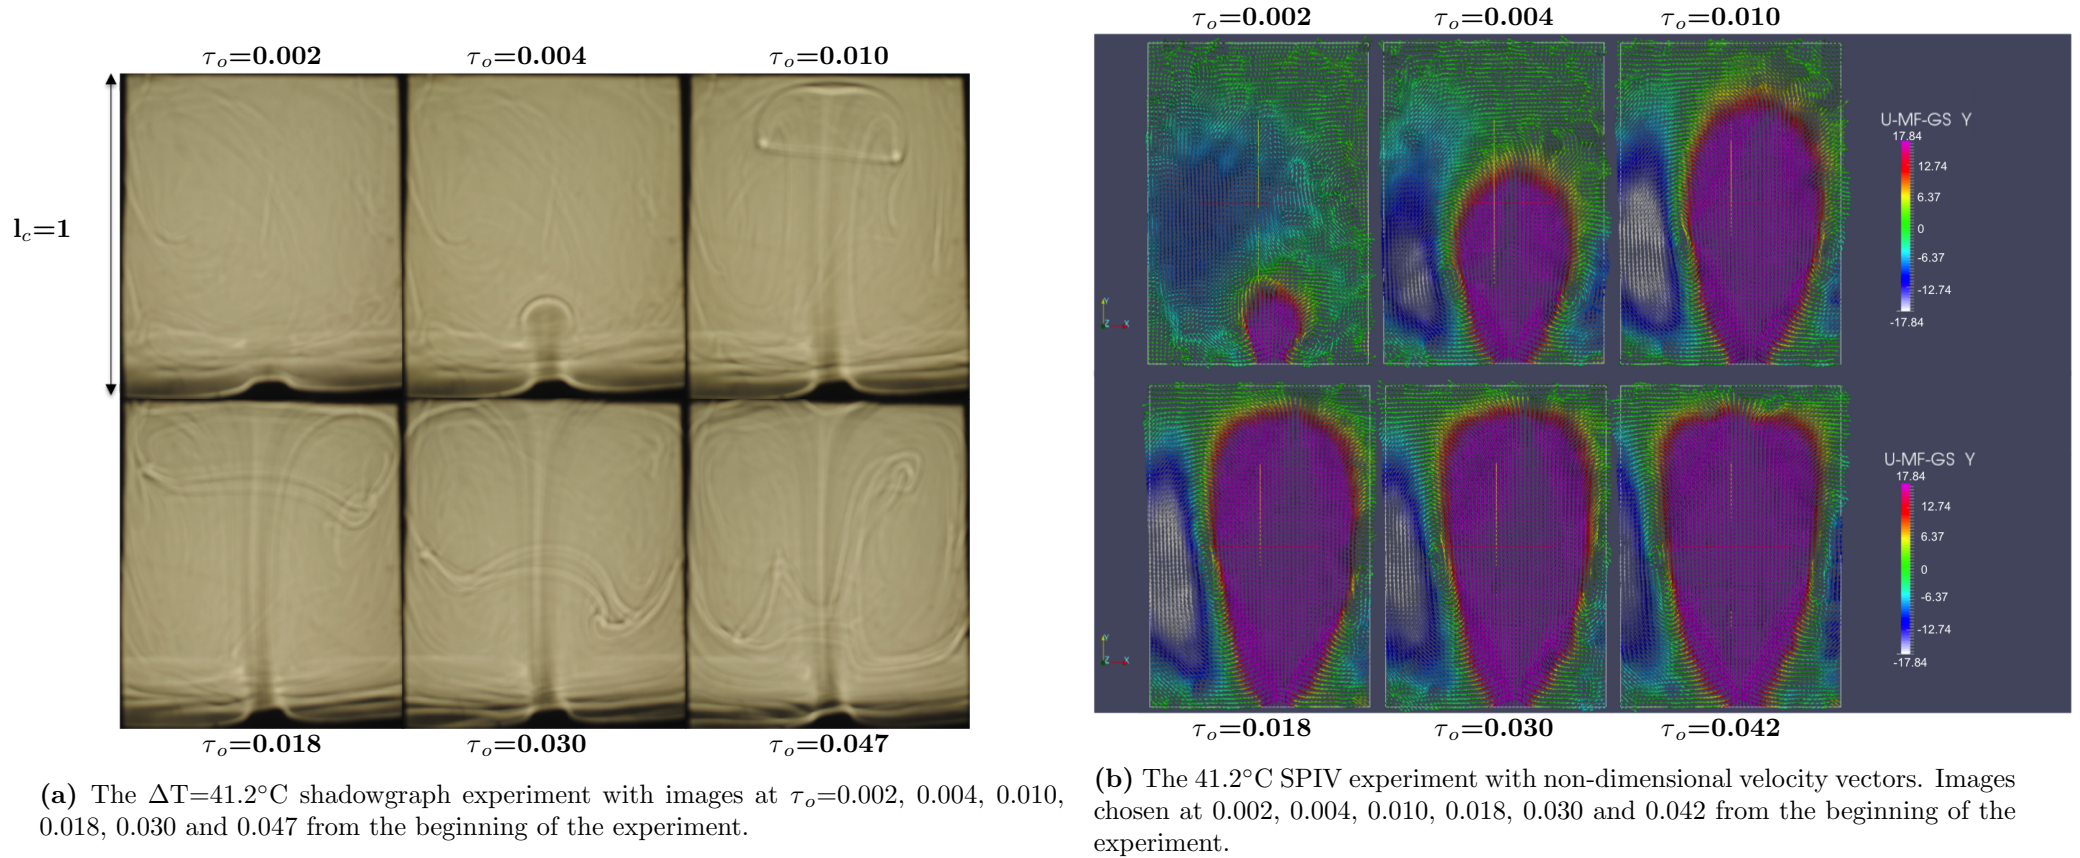 τₒ=0.002 τₒ=0.004 τₒ=0.010
l_c=1
τₒ=0.018 τₒ=0.030 τₒ=0.047
(a) The ΔT=41.2°C shadowgraph experiment with images at τₒ=0.002, 0.004, 0.010,
0.018, 0.030 and 0.047 from the beginning of the experiment.
τₒ=0.002 τₒ=0.004 τₒ=0.010
U-MF-GS Y
17.84
12.74
6.37
0
-6.37
-12.74
-17.84
Y
Z X
U-MF-GS Y
17.84
12.74
6.37
0
-6.37
-12.74
-17.84
Y
Z X
τₒ=0.018 τₒ=0.030 τₒ=0.042
(b) The 41.2°C SPIV experiment with non-dimensional velocity vectors. Images
chosen at 0.002, 0.004, 0.010, 0.018, 0.030 and 0.042 from the beginning of the
experiment.